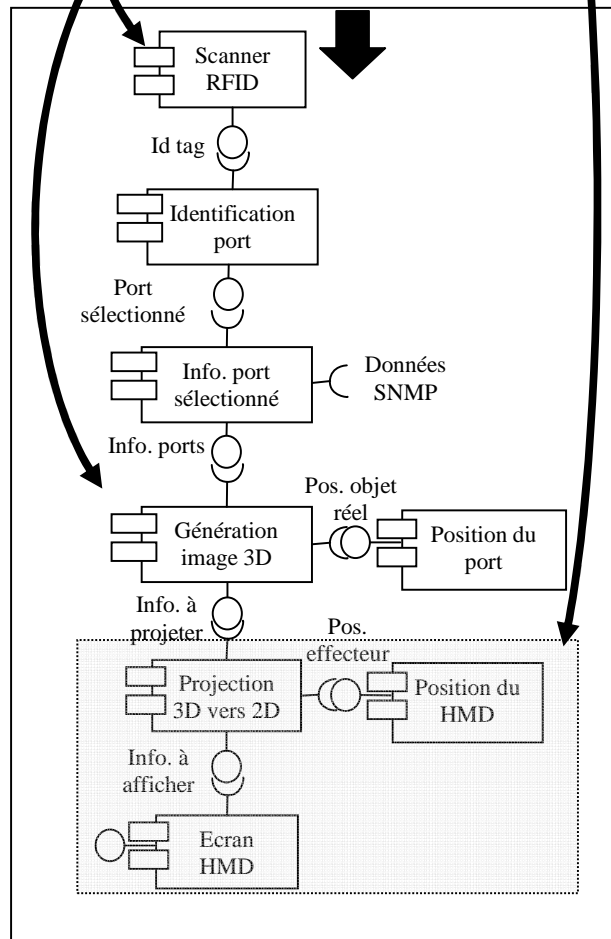 Scanner
RFID
Id tag
Identification
port
Port
sélectionné
Info. port
sélectionné
Données
SNMP
Info. ports
Pos. objet
réel
Génération
image 3D
Position du
port
Info. à
projeter
Pos.
effecteur
Projection
3D vers 2D
Position du
HMD
Info. à
afficher
Ecran
HMD